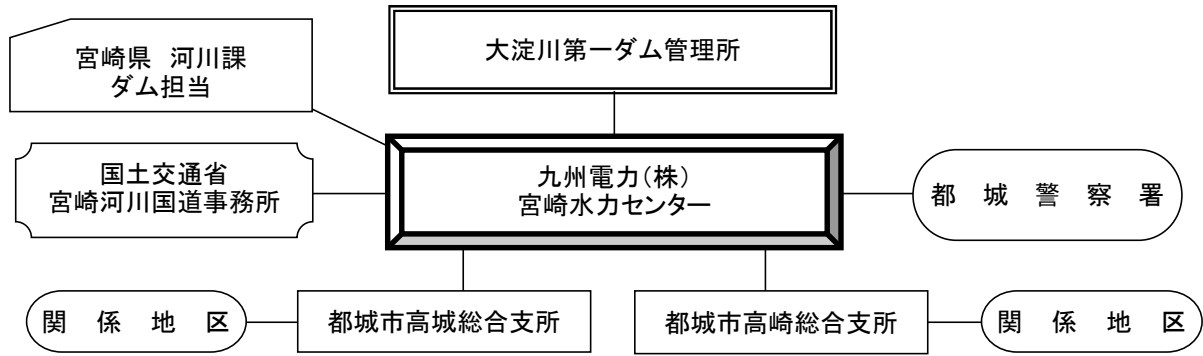 宮崎県 河川課
ダム担当
大淀川第一ダム管理所
国土交通省
宮崎河川国道事務所
九州電力（株）
宮崎水力センター
都 城 警 察 署
関 係 地 区
都城市高城総合支所
都城市高崎総合支所
関 係 地 区